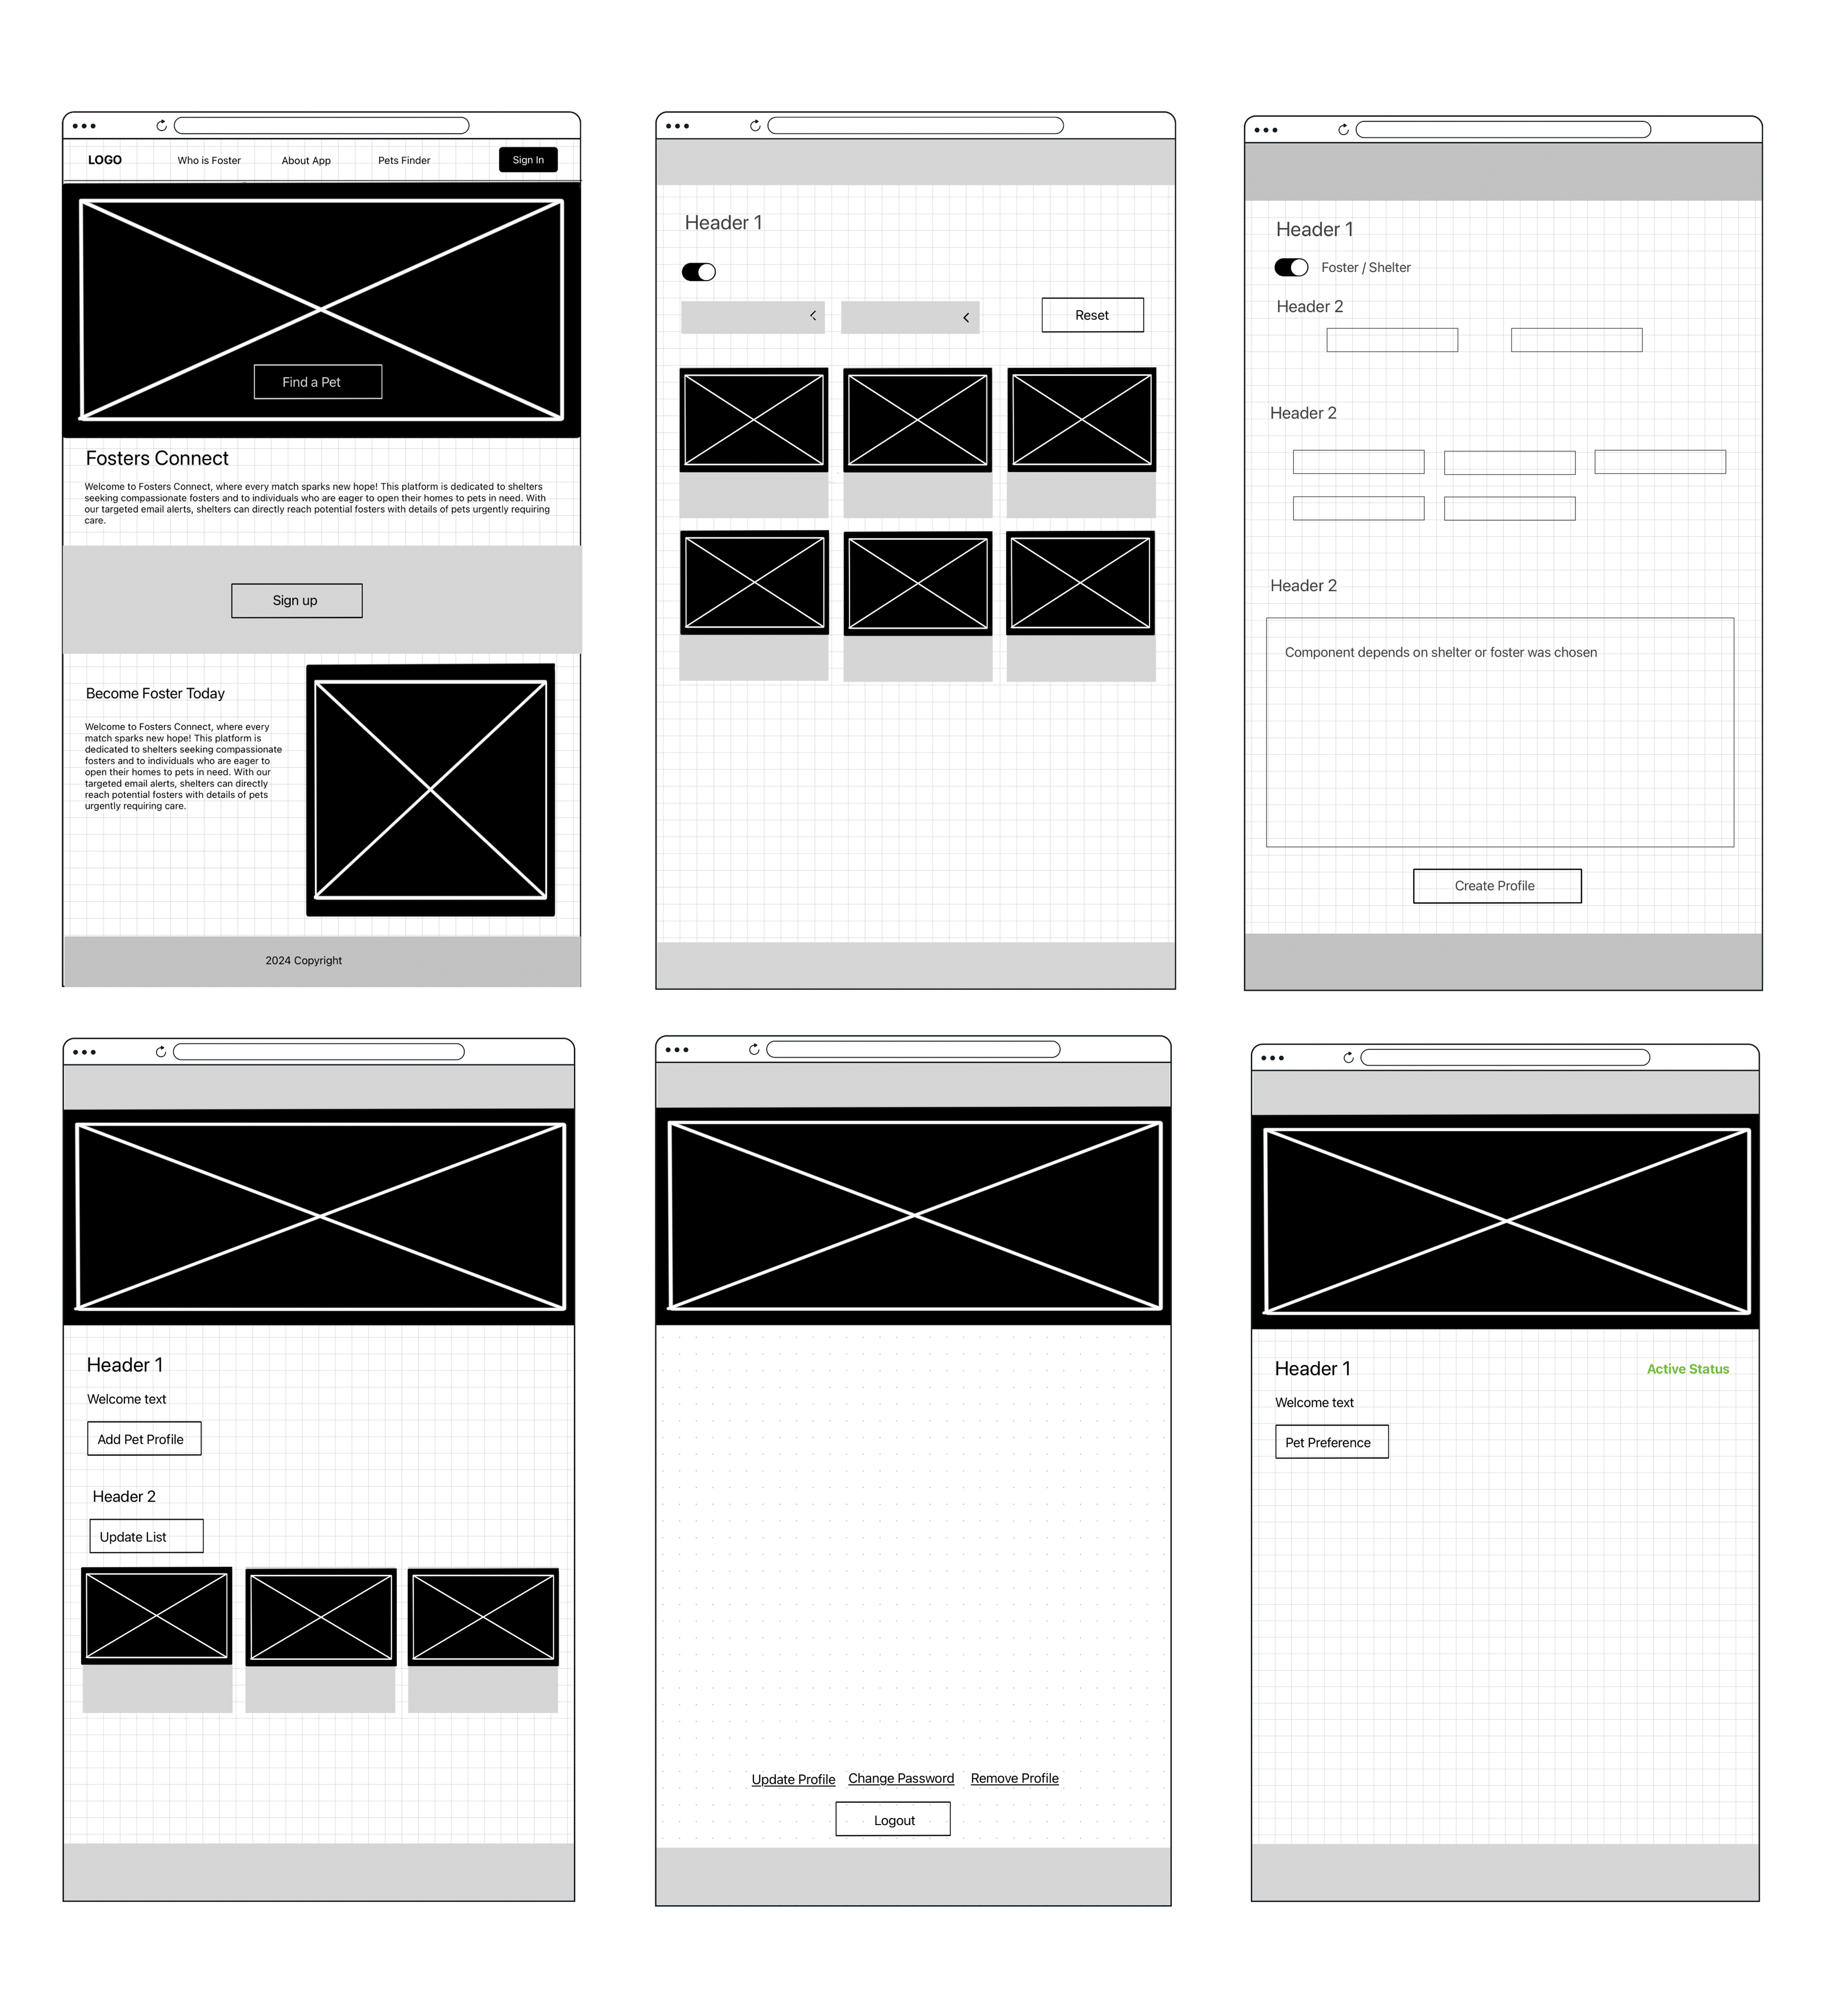 LOGO
Who is Foster
About App
Pets Finder
Sign In
Find a Pet
Fosters Connect
Welcome to Fosters Connect, where every match sparks new hope! This platform is dedicated to shelters
seeking compassionate fosters and to individuals who are eager to open their homes to pets in need. With
our targeted email alerts, shelters can directly reach potential fosters with details of pets urgently requiring
care.
Sign up
Become Foster Today
Welcome to Fosters Connect, where every
match sparks new hope! This platform is
dedicated to shelters seeking compassionate
fosters and to individuals who are eager to
open their homes to pets in need. With our
targeted email alerts, shelters can directly
reach potential fosters with details of pets
urgently requiring care.
2024 Copyright
Header 1
Reset
Header 1
Foster / Shelter
Header 2
Header 2
Header 2
Component depends on shelter or foster was chosen
Create Profile
Header 1
Welcome text
Add Pet Profile
Header 2
Update List
Update Profile
Change Password
Remove Profile
Logout
Header 1
Active Status
Welcome text
Pet Preference